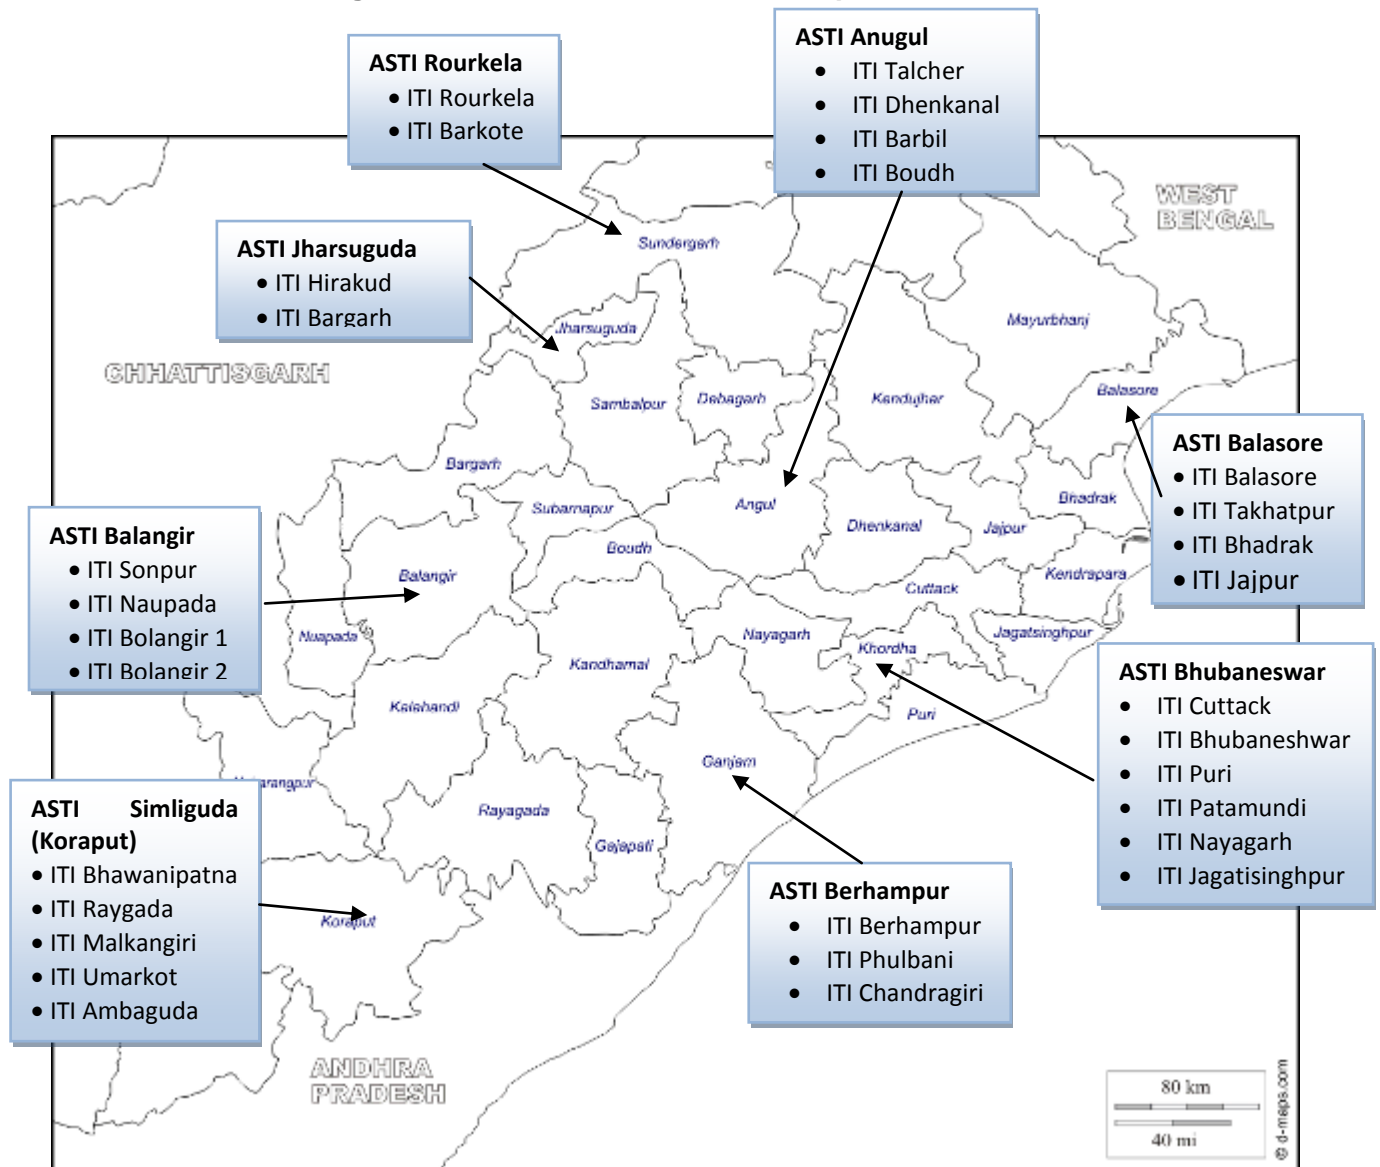 ASTI Anugul
• ITI Talcher
• ITI Dhenkanal
• ITI Barbil
• ITI Boudh
ASTI Rourkela
• ITI Rourkela
• ITI Barkote
WEST
BENGAL
ASTI Jharsuguda
• ITI Hirakud
• ITI Bargarh
Sundergarh
Jharsuguda
Mayurbhanj
CHHATTISGARH
Sambalpur
Debagarh
Kendujhar
Balasore
Bargarh
ASTI Balasore
• ITI Balasore
• ITI Takhatpur
• ITI Bhadrak
• ITI Jajpur
Subarnapur
Angul
Dhenkanal
Jajpur
Bhadrak
ASTI Balangir
• ITI Sonpur
• ITI Naupada
• ITI Bolangir 1
• ITI Bolangir 2
Boudh
Balangir
Cuttack
Kendrapara
Nuapada
Kandhamal
Nayagarh
Khordha
Jagatsinghpur
Kalahandi
Puri
ASTI Bhubaneswar
• ITI Cuttack
• ITI Bhubaneshwar
• ITI Puri
• ITI Patamundi
• ITI Nayagarh
• ITI Jagatisinghpur
Ganjam
arangpur
Rayagada
Gajapati
ASTI Simliguda
(Koraput)
• ITI Bhawanipatna
• ITI Raygada
• ITI Malkangiri
• ITI Umarkot
• ITI Ambaguda
Koraput
ASTI Berhampur
• ITI Berhampur
• ITI Phulbani
• ITI Chandragiri
ANDHRA
PRADESH
80 km
40 mi
© d-maps.com